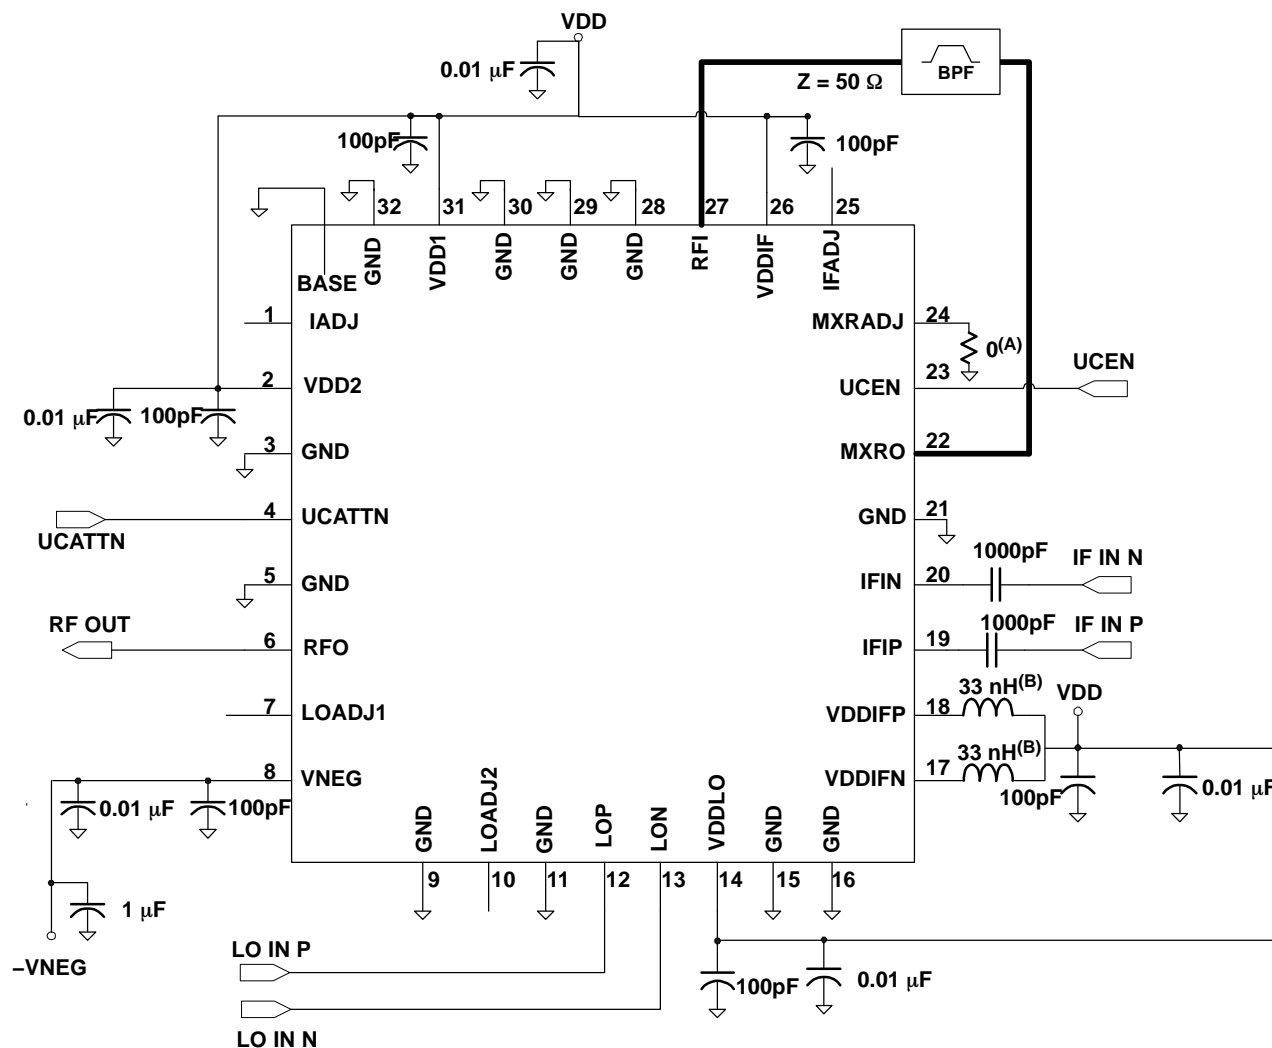 VDD
0.01 μF
Z = 50 Ω
BPF
100pF
100pF
32
31
30
29
28
27
26
25
GND
VDD1
GND
GND
GND
RFI
VDDIF
IFADJ
BASE
1
IADJ
MXRADJ
24
0(A)
2
VDD2
UCEN
23
UCEN
0.01 μF
100pF
3
GND
MXRO
22
4
UCATTN
UCATTN
GND
21
5
GND
IFIN
20
1000pF
IF IN N
RF OUT
6
RFO
IFIP
19
1000pF
IF IN P
7
LOADJ1
VDDIFP
18
33 nH(B)
VDD
8
VNEG
VDDIFN
17
33 nH(B)
0.01 μF
100pF
100pF
0.01 μF
GND
LOADJ2
GND
LOP
LON
VDDLO
GND
GND
9
10
11
12
13
14
15
16
1 μF
–VNEG
LO IN P
100pF
0.01 μF
LO IN N